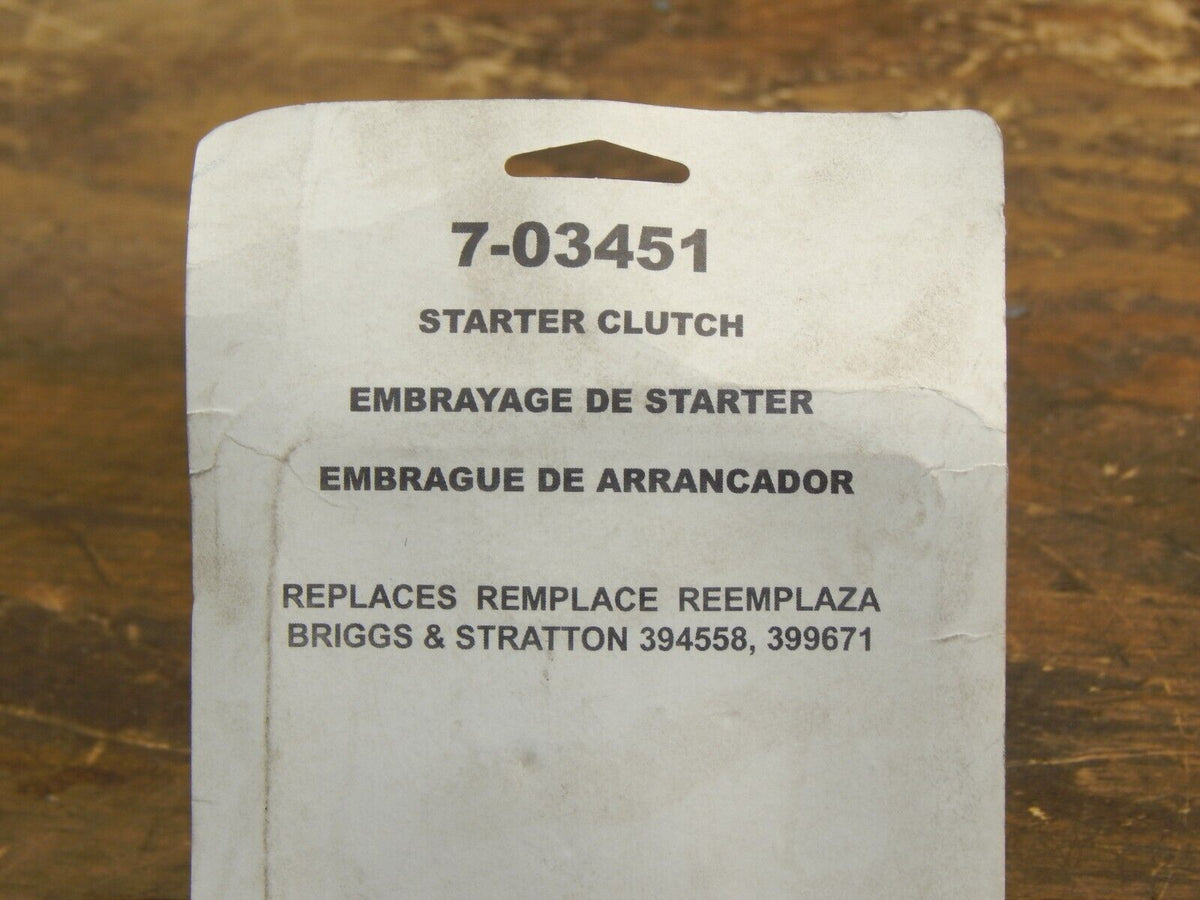 7-03451
STARTER CLUTCH
EMBRAYAGE DE STARTER
EMBRAGUE DE ARRANCADOR
REPLACES REMPLACE REEMPLAZA
BRIGGS & STRATTON 394558, 399671